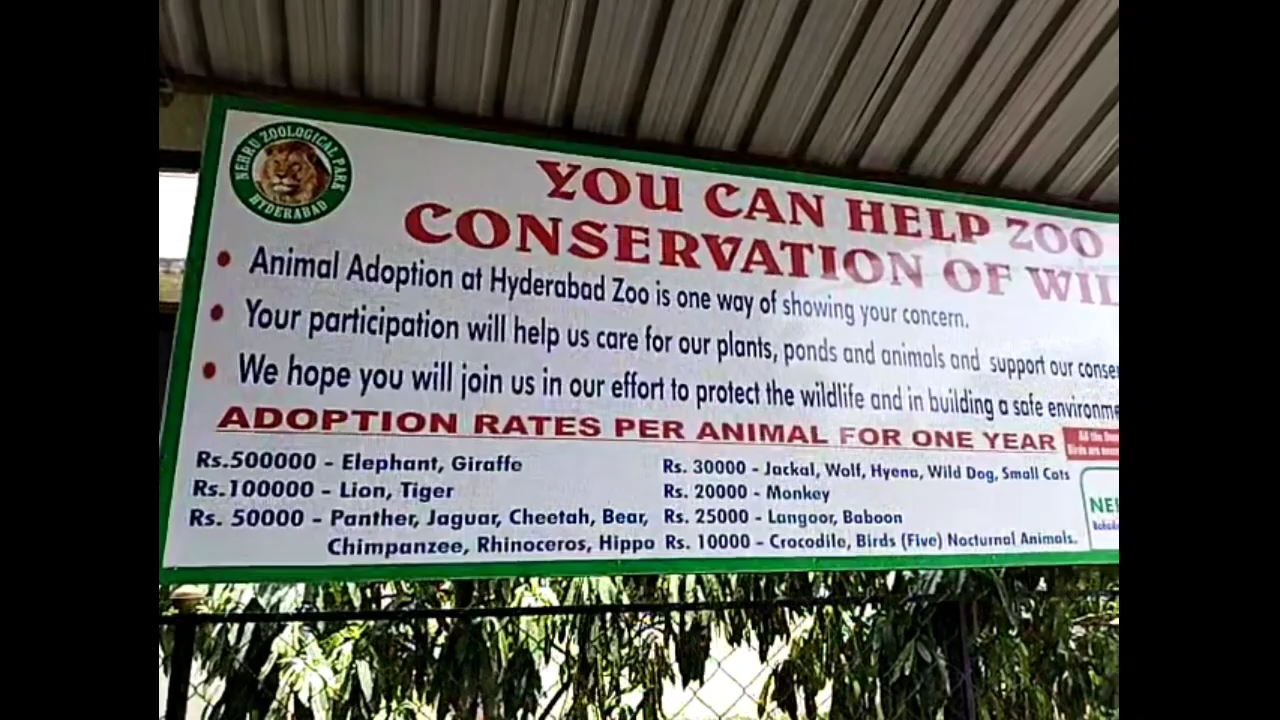 NEHRU ZOOLOGICAL PARK
HYDERABAD
YOU CAN HELP ZOO
CONSERVATION OF
• Animal Adoption at Hyderabad Zoo is one way of showing your concern.
• Your participation will help us care for our plants, ponds and animals and support our
• We hope you will join us in our effort to protect the wildlife and in building a safe
ADOPTION RATES PER ANIMAL FOR ONE YEAR
Rs.500000 - Elephant, Giraffe
Rs.100000 - Lion, Tiger
Rs. 50000 - Panther, Jaguar, Cheetah, Bear,
Chimpanzee, Rhinoceros, Hippo
Rs. 30000 - Jackal, Wolf, Hyena, Wild Dog, Small Cats
Rs. 20000 - Monkey
Rs. 25000 - Langoor, Baboon
Rs. 10000 - Crocodile, Birds (Five) Nocturnal Animals.